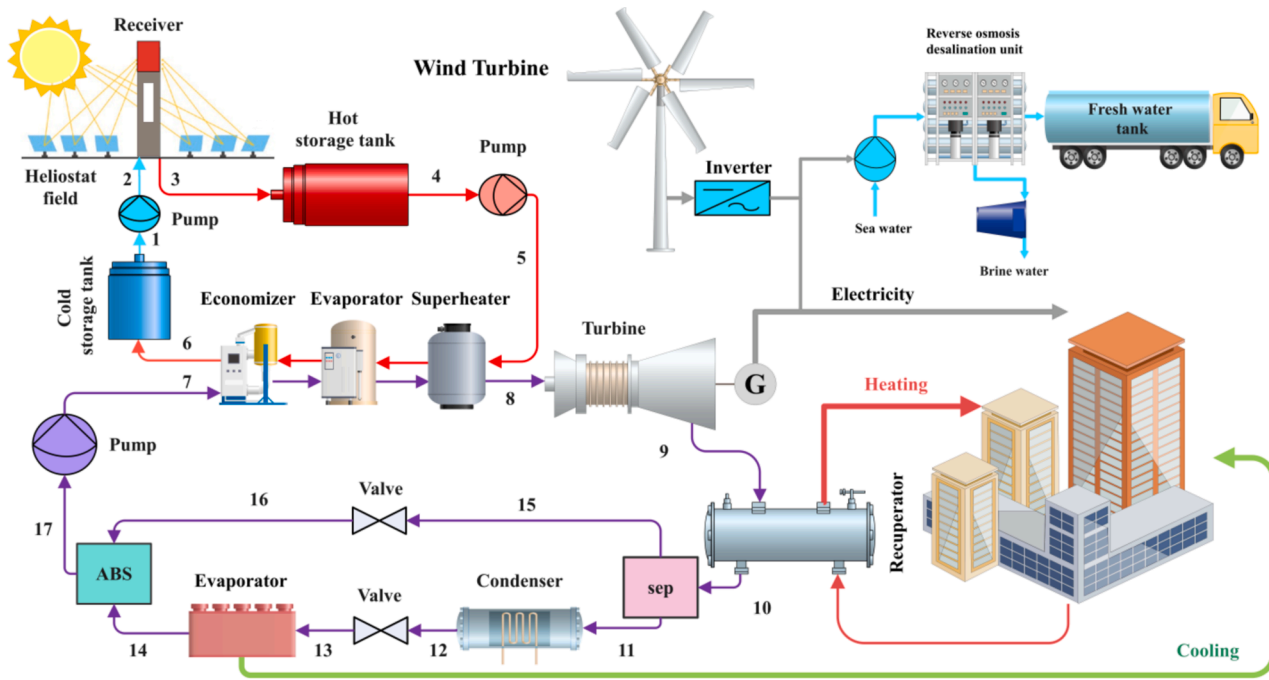 Receiver
Wind Turbine
Reverse osmosis
desalination unit
Fresh water
tank
Hot
storage tank
Pump
Heliostat
field
2
3
4
Pump
Inverter
Sea water
Brine water
1
5
Cold
storage tank
Economizer
Evaporator
Superheater
Turbine
Electricity
6
7
8
G
Heating
Pump
9
Recuperator
16
Valve
15
17
ABS
Evaporator
Valve
Condenser
sep
10
14
13
12
11
Cooling